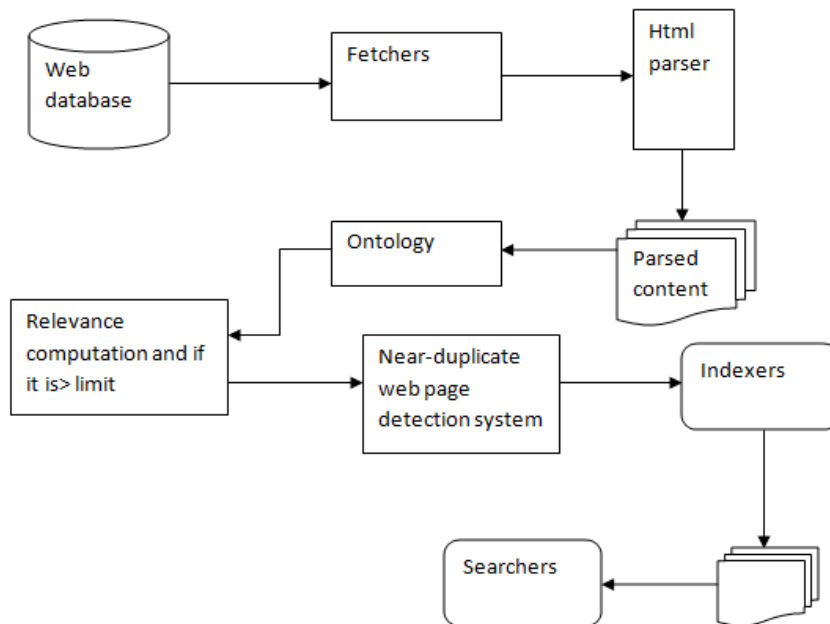 Web
database
Fetchers
Html
parser
Parsed
content
Ontology
Relevance
computation and if
it is> limit
Near-duplicate
web page
detection system
Indexers
Searchers